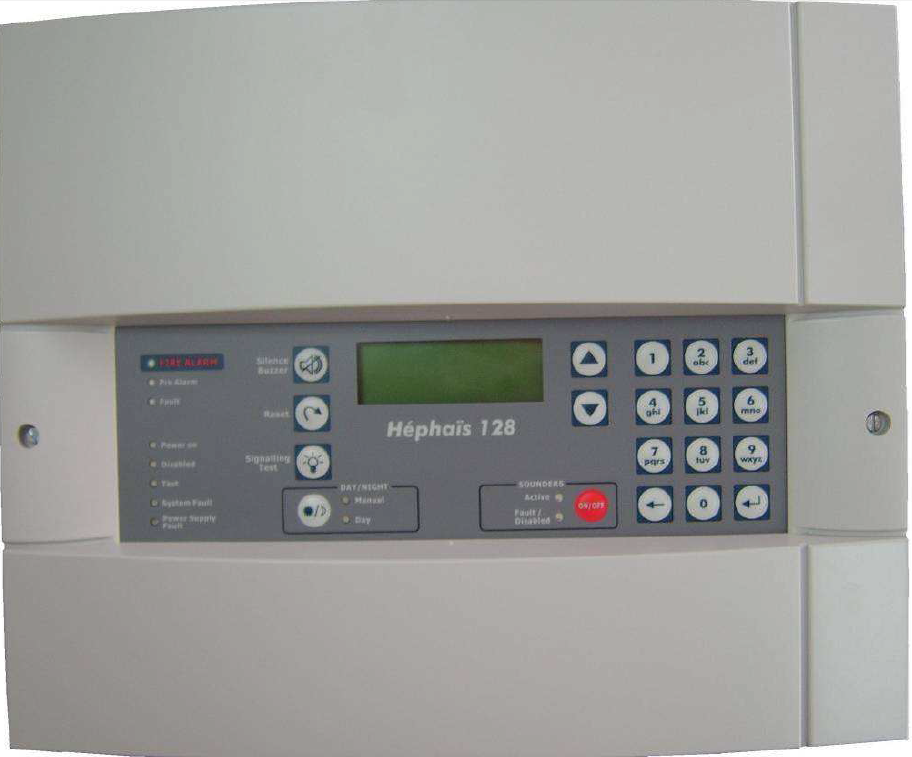 FIRE ALARM
Pre Alarm
Fault
Power on
Disabled
Test
System Fault
Power Supply
Fault
Silence
Buzzer
Reset
Signalling
Test
DAY/NIGHT
Manual
Day
Héphaïs 128
SOUNDERS
Active
Fault /
Disabled
ON/OFF
1
2
abc
3
def
4
ghi
5
jkl
6
mno
7
pqrs
8
tuv
9
wxyz
0